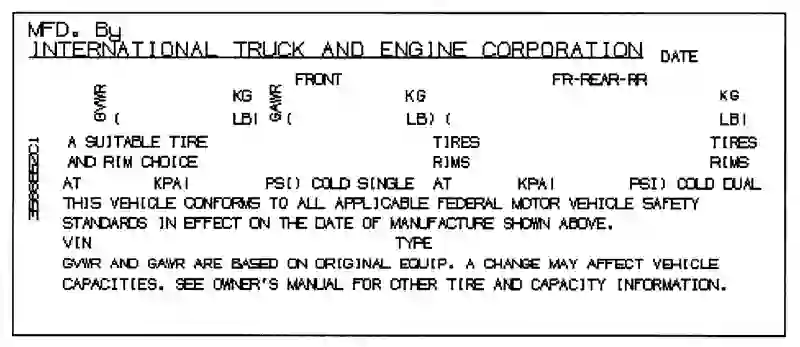 MFD. By
INTERNATIONAL TRUCK AND ENGINE CORPORATION DATE
FRONT FR-REAR-RR
GVWR KG GAWR KG KG
( LB) ( LB) ( LB)
A SUITABLE TIRE TIRES TIRES
AND RIM CHOICE RIMS RIMS
AT KPA( PSI) COLD SINGLE AT KPA( PSI) COLD DUAL
THIS VEHICLE CONFORMS TO ALL APPLICABLE FEDERAL MOTOR VEHICLE SAFETY
STANDARDS IN EFFECT ON THE DATE OF MANUFACTURE SHOWN ABOVE.
VIN TYPE
GVWR AND GAWR ARE BASED ON ORIGINAL EQUIP. A CHANGE MAY AFFECT VEHICLE
CAPACITIES. SEE OWNER'S MANUAL FOR OTHER TIRE AND CAPACITY INFORMATION.